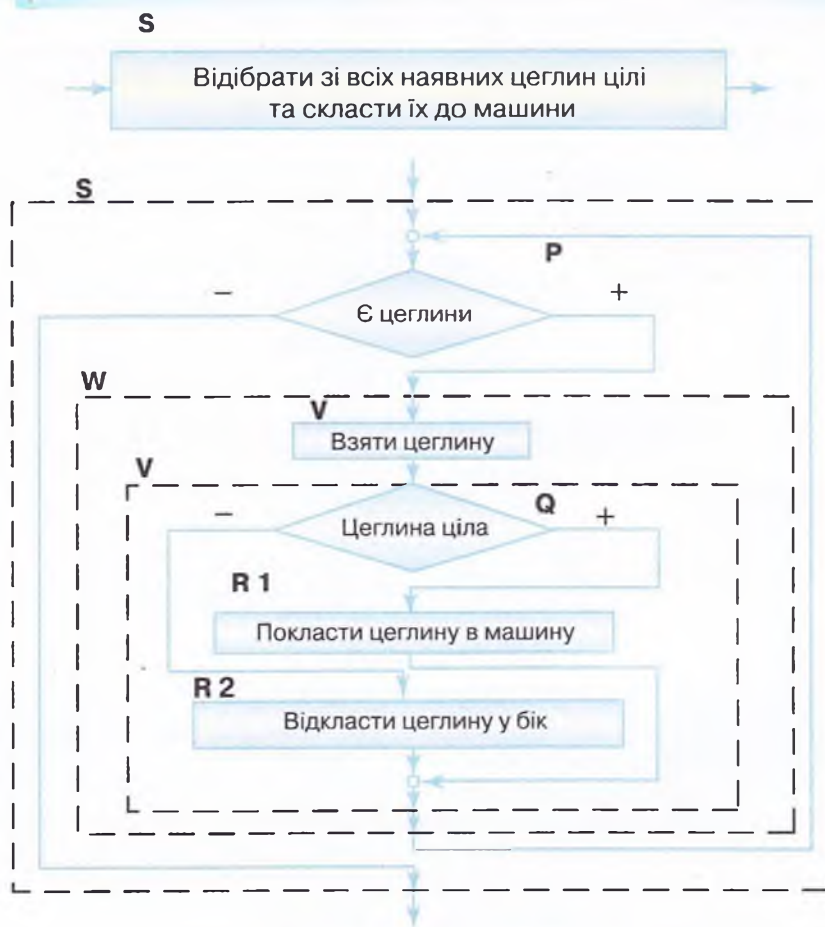 S
Відібрати зі всіх наявних цеглин цілі
та скласти їх до машини
S
P
– +
Є цеглини
W
V
Взяти цеглину
V
– Q +
Цеглина ціла
R 1
Покласти цеглину в машину
R 2
Відкласти цеглину у бік